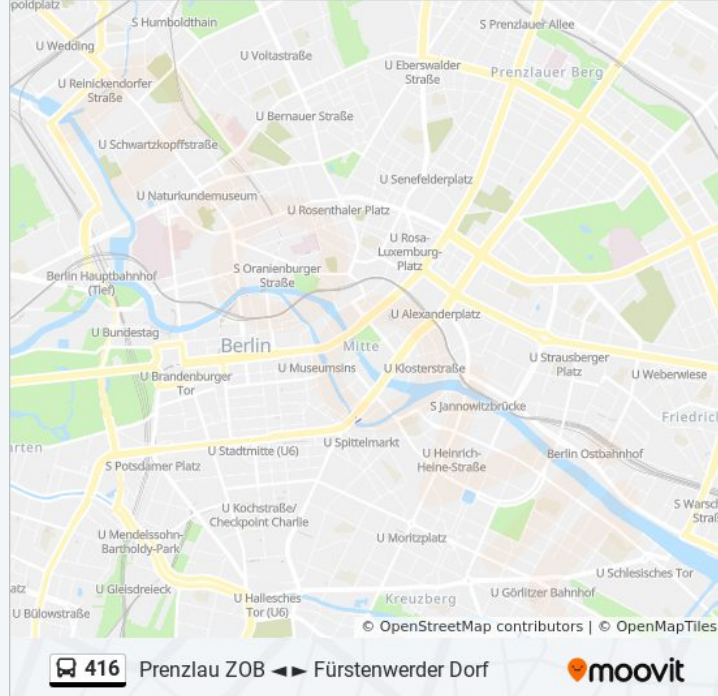 poldplatz
S Humboldthain
S Prenzlauer Allee
U Wedding
U Voltastraße
U Eberswalder
Straße
Prenzlauer Berg
U Reinickendorfer
Straße
U Bernauer Straße
U Schwartzkopffstraße
U Senefelderplatz
U Naturkundemuseum
U Rosenthaler Platz
U Rosa-
Luxemburg-
Platz
S Oranienburger
Straße
Berlin Hauptbahnhof
(Tief)
U Alexanderplatz
U Bundestag
Berlin
Mitte
U Strausberger
Platz
U Museumsins
U Klosterstraße
U Weberwiese
U Brandenburger
Tor
S Jannowitzbrücke
Friedrich
rten
U Spittelmarkt
U Stadtmitte (U6)
U Heinrich-
Heine-Straße
Berlin Ostbahnhof
S Potsdamer Platz
S Warsc
Straß
U Kochstraße/
Checkpoint Charlie
U Mendelssohn-
Bartholdy-Park
U Moritzplatz
U Schlesisches Tor
atz
U Gleisdreieck
U Görlitzer Bahnhof
U Hallesches
Tor (U6)
Kreuzberg
U Bülowstraße
© OpenStreetMap contributors | © OpenMapTiles
416 Prenzlau ZOB ◄ ► Fürstenwerder Dorf
moovit